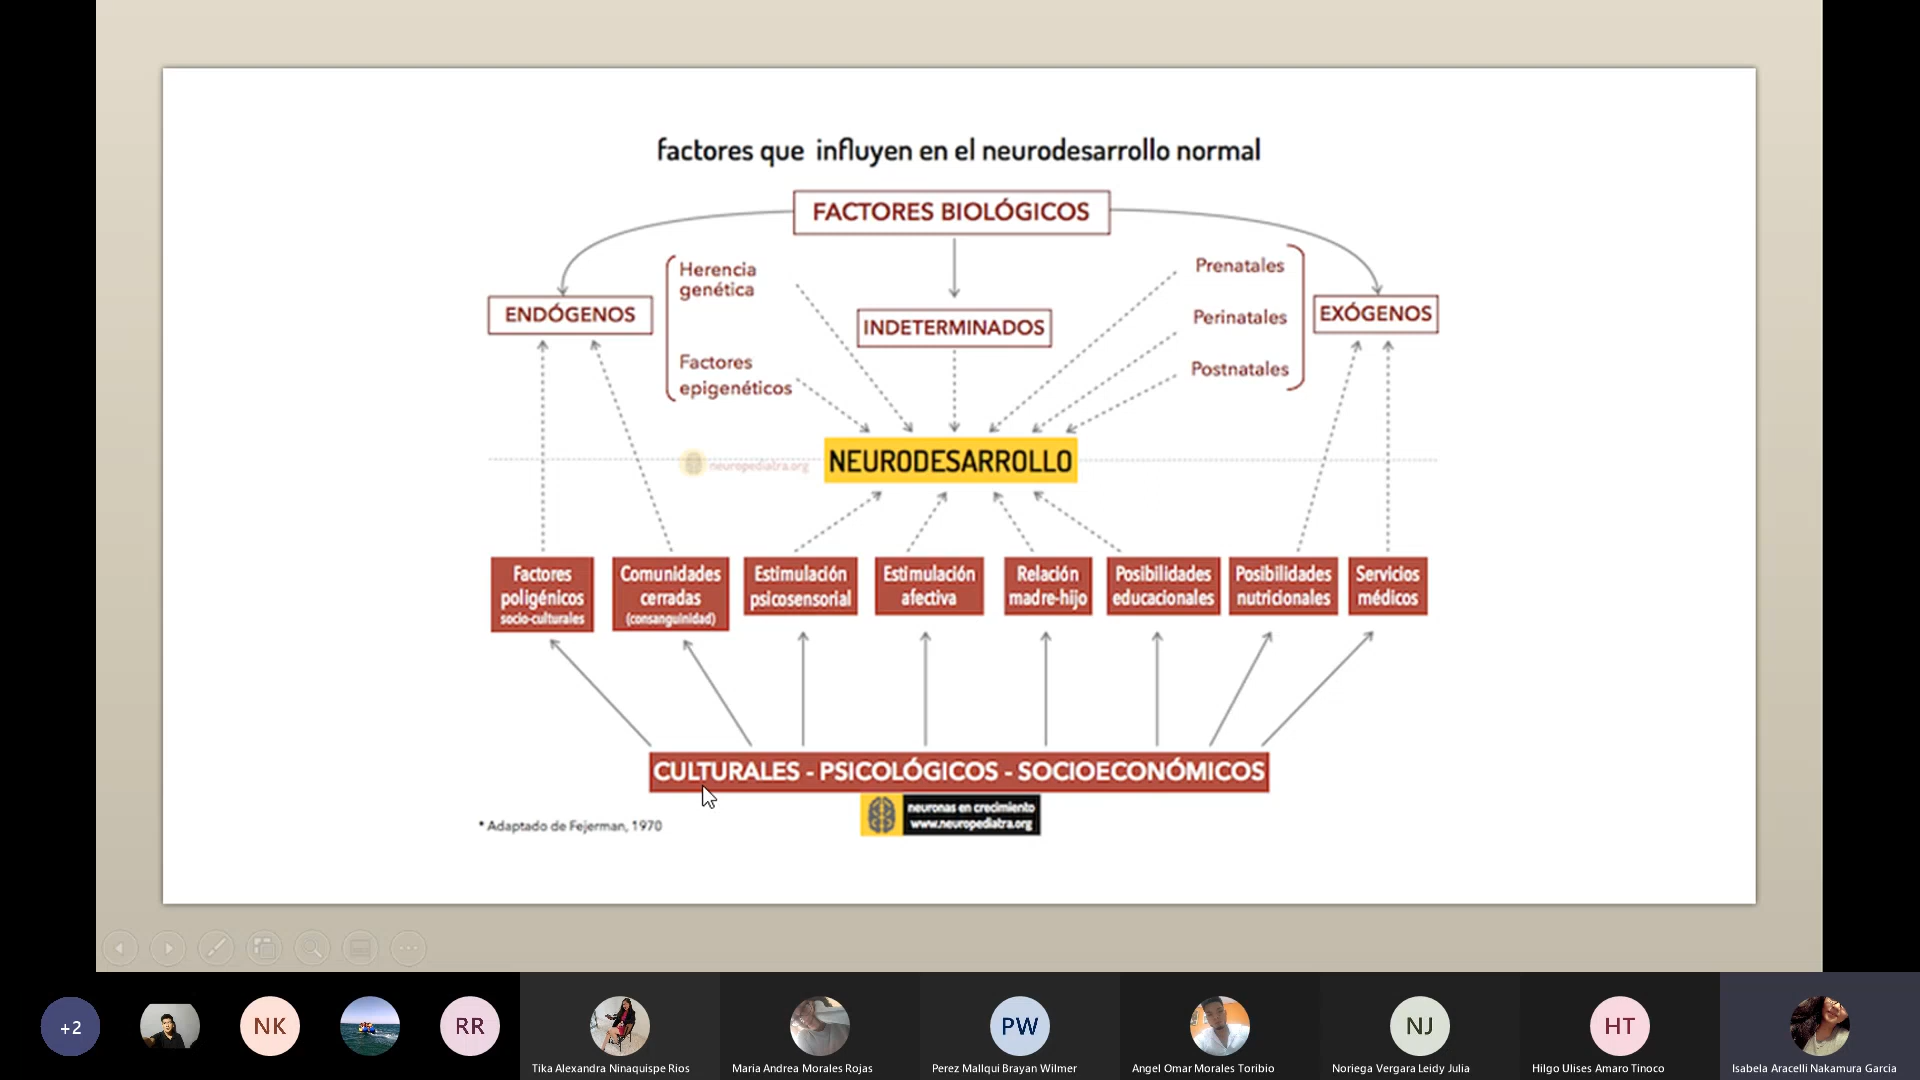 factores que influyen en el neurodesarrollo normal
FACTORES BIOLÓGICOS
Herencia
genética
Factores
epigenéticos
ENDÓGENOS
INDETERMINADOS
Prenatales
Perinatales
Postnatales
EXÓGENOS
neuropediatra.org
NEURODESARROLLO
Factores
poligénicos
socio-culturales
Comunidades
cerradas
(consanguinidad)
Estimulación
psicosensorial
Estimulación
afectiva
Relación
madre-hijo
Posibilidades
educacionales
Posibilidades
nutricionales
Servicios
médicos
CULTURALES - PSICOLÓGICOS - SOCIOECONÓMICOS
neuronas en crecimiento
www.neuropediatra.org
* Adaptado de Fejerman, 1970
+2
NK
RR
PW
NJ
HT
Tika Alexandra Ninaquispe Rios
Maria Andrea Morales Rojas
Perez Mallqui Brayan Wilmer
Angel Omar Morales Toribio
Noriega Vergara Leidy Julia
Hilgo Ulises Amaro Tinoco
Isabela Aracelli Nakamura Garcia